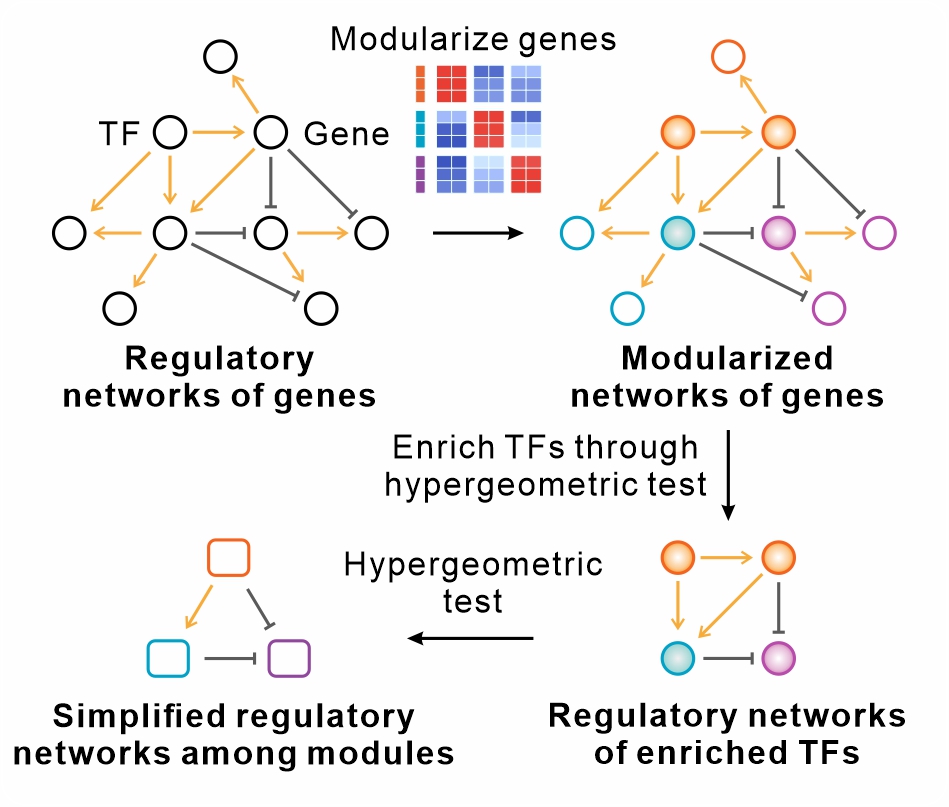 Modularize genes
TF
Gene
Regulatory
networks of genes
Modularized
networks of genes
Enrich TFs through
hypergeometric test
Hypergeometric
test
Simplified regulatory
networks among modules
Regulatory networks
of enriched TFs